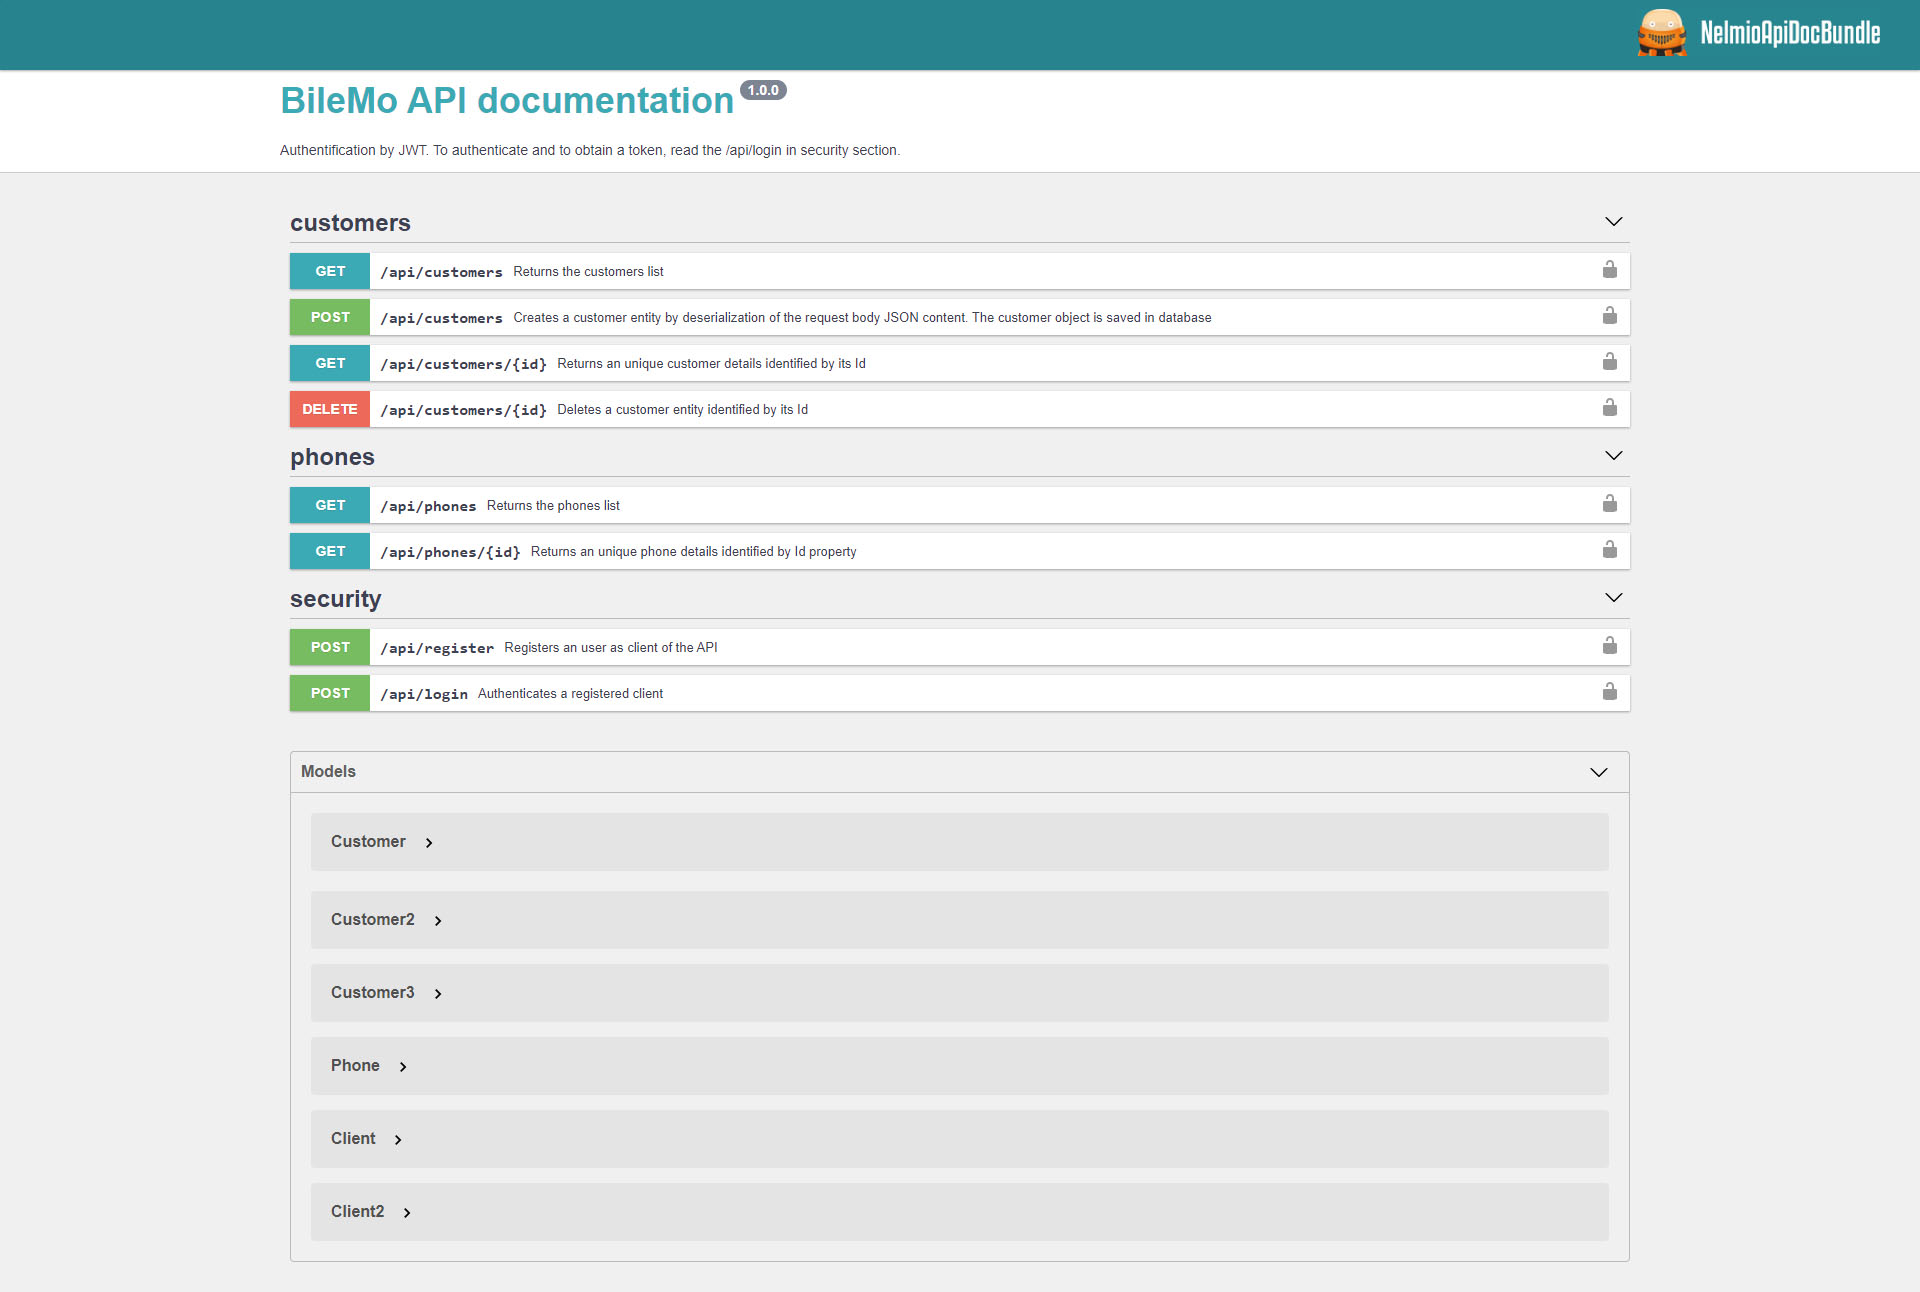 NelmioApiDocBundle
BileMo API documentation 1.0.0
Authentification by JWT. To authenticate and to obtain a token, read the /api/login in security section.
customers
GET /api/customers Returns the customers list
POST /api/customers Creates a customer entity by deserialization of the request body JSON content. The customer object is saved in database
GET /api/customers/{id} Returns an unique customer details identified by its Id
DELETE /api/customers/{id} Deletes a customer entity identified by its Id
phones
GET /api/phones Returns the phones list
GET /api/phones/{id} Returns an unique phone details identified by Id property
security
POST /api/register Registers an user as client of the API
POST /api/login Authenticates a registered client
Models
Customer
Customer2
Customer3
Phone
Client
Client2